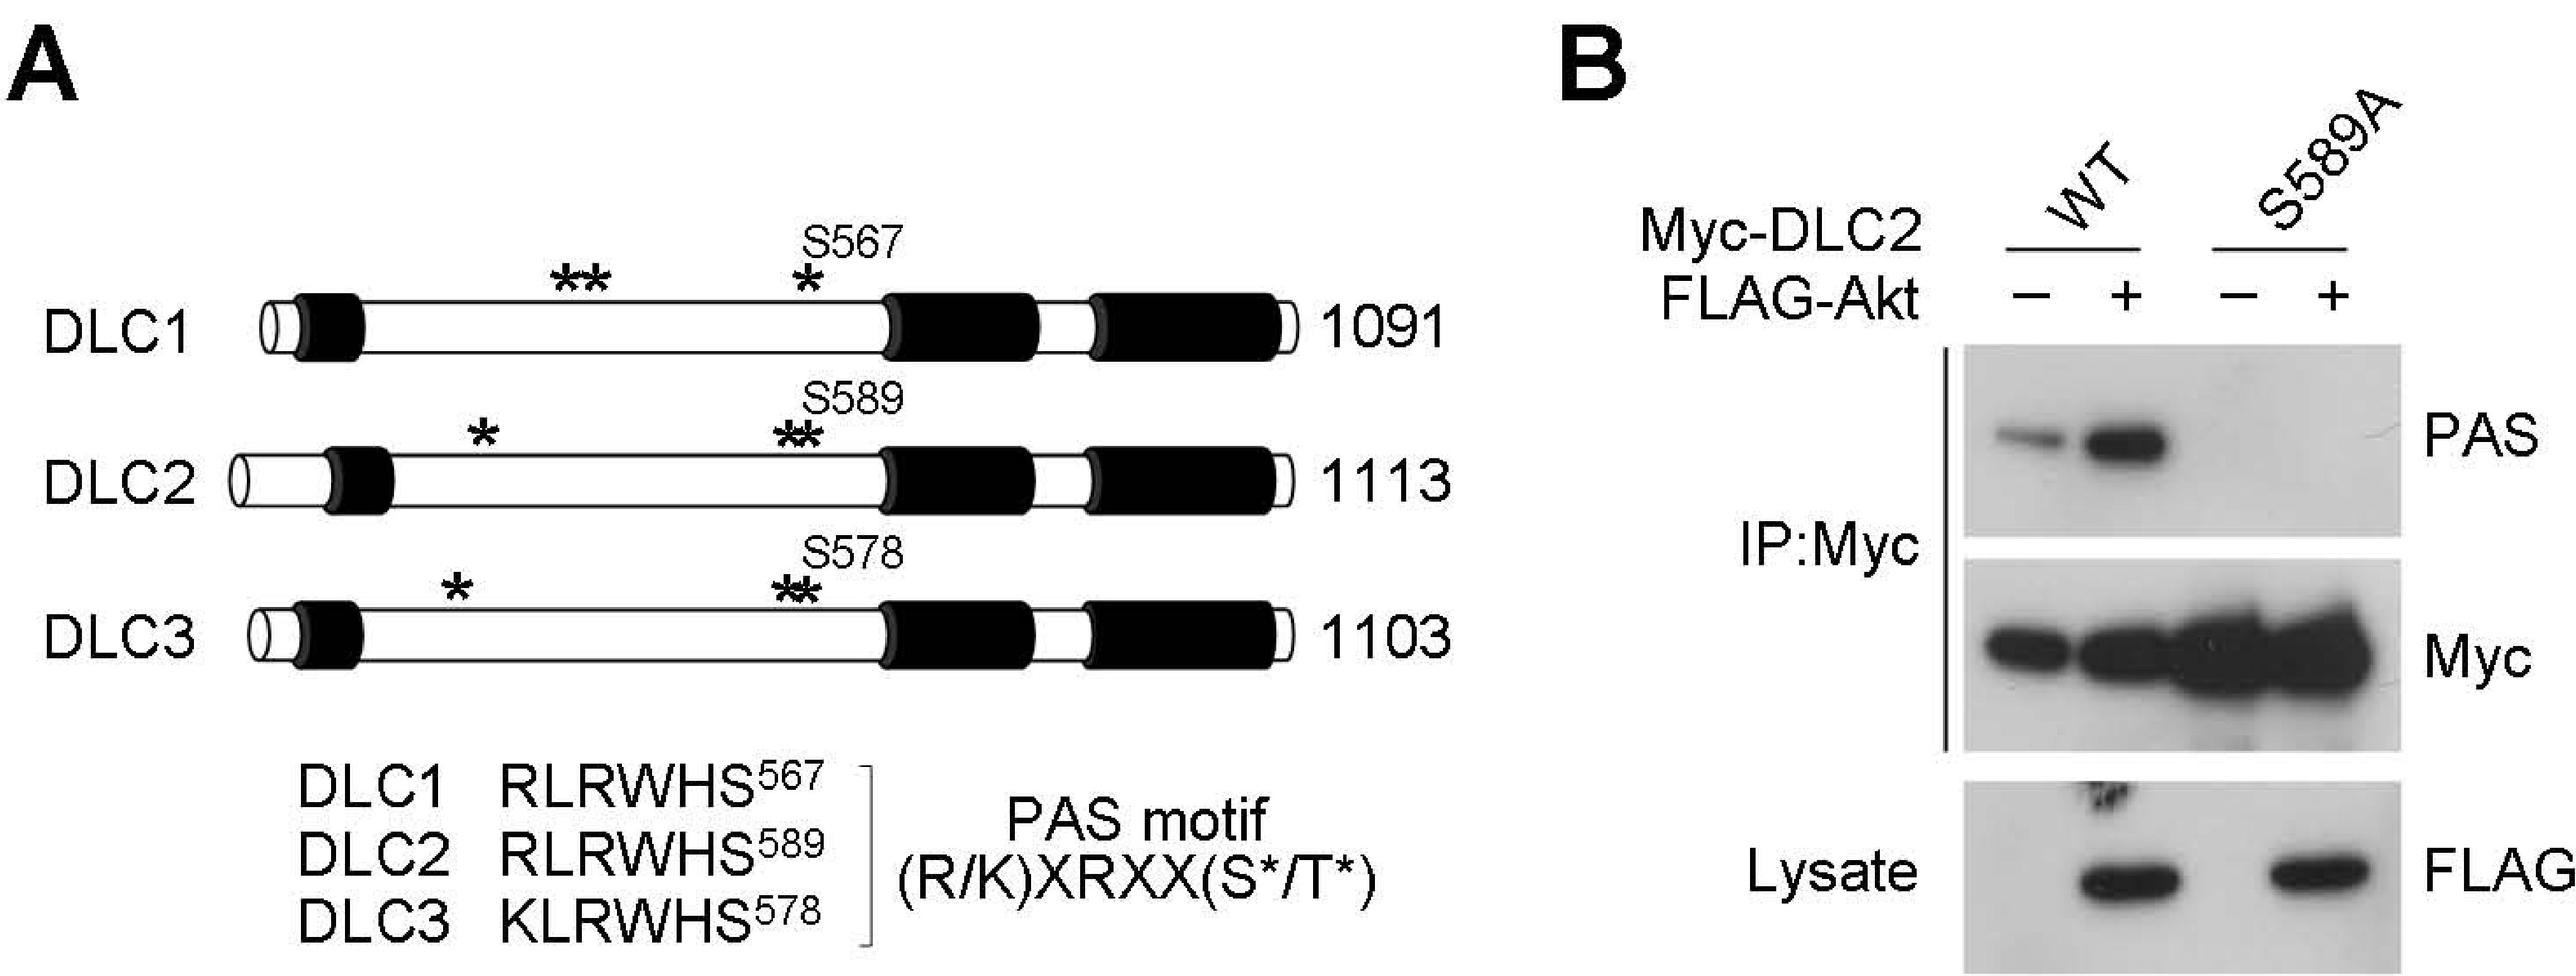 A
S567
**
*
DLC1
1091
S589
*
**
DLC2
1113
S578
*
**
DLC3
1103
DLC1 RLRWHS567
DLC2 RLRWHS589
DLC3 KLRWHS578
PAS motif
(R/K)XRXX(S*/T*)
B
WT
S589A
Myc-DLC2
FLAG-Akt – + – +
PAS
IP:Myc
Myc
Lysate
FLAG